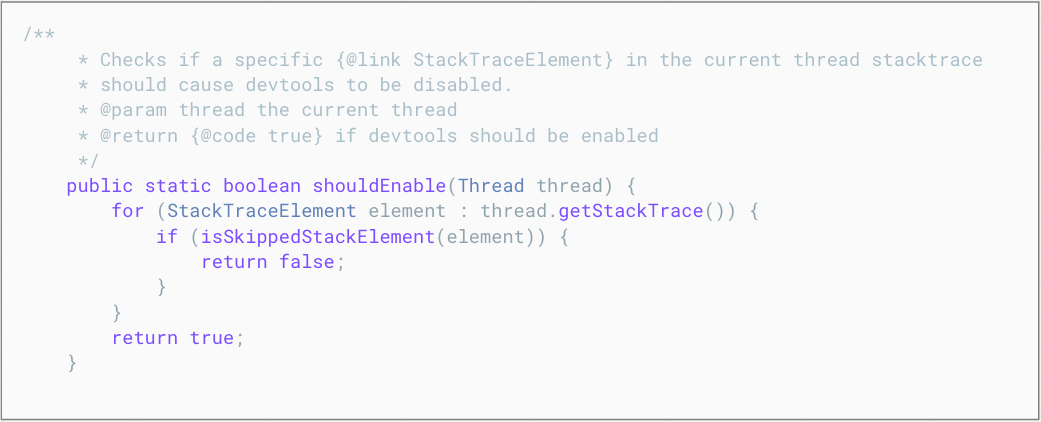 /**
     * Checks if a specific {@link StackTraceElement} in the current thread stacktrace
     * should cause devtools to be disabled.
     * @param thread the current thread
     * @return {@code true} if devtools should be enabled
     */
    public static boolean shouldEnable(Thread thread) {
        for (StackTraceElement element : thread.getStackTrace()) {
            if (isSkippedStackElement(element)) {
                return false;
            }
        }
        return true;
    }